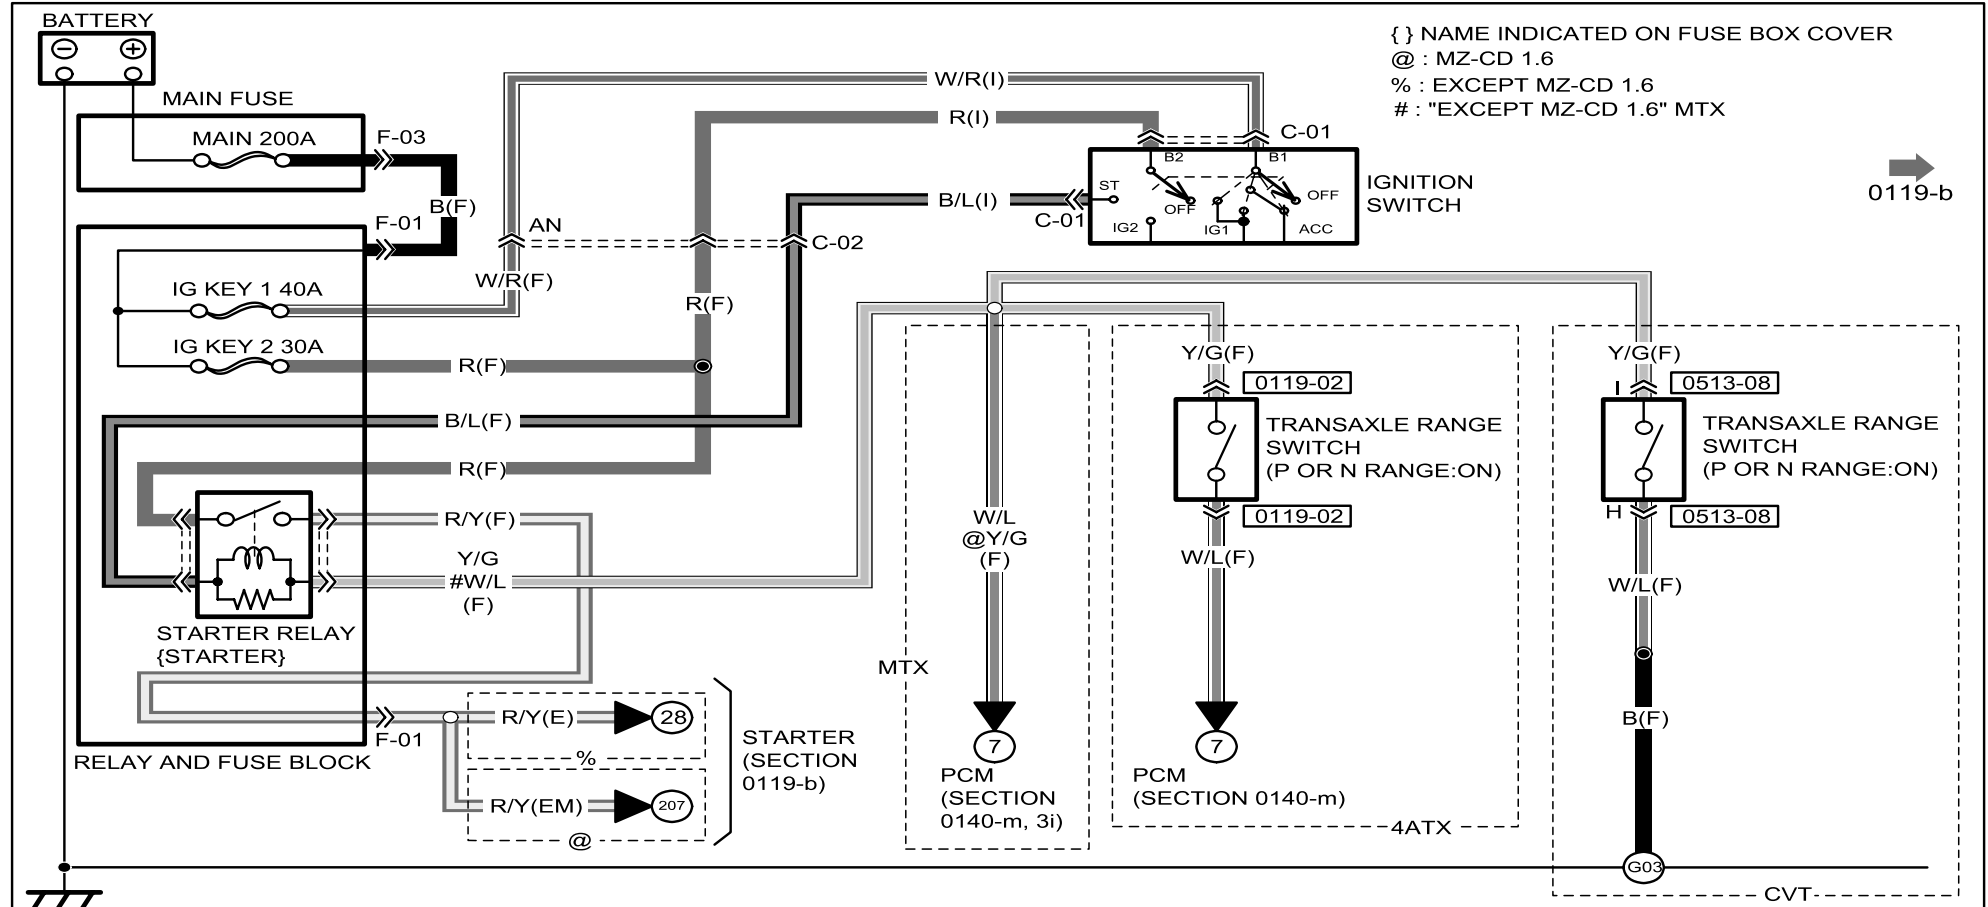 BATTERY
{ } NAME INDICATED ON FUSE BOX COVER
@ : MZ-CD 1.6
% : EXCEPT MZ-CD 1.6
# : "EXCEPT MZ-CD 1.6" MTX
0119-b
MAIN FUSE
MAIN 200A
F-03
B(F)
F-01
W/R(I)
R(I)
B/L(I)
C-01
C-01
B2
B1
ST
OFF
OFF
IG2
IG1
ACC
IGNITION
SWITCH
AN
C-02
W/R(F)
R(F)
IG KEY 1 40A
IG KEY 2 30A
R(F)
B/L(F)
R(F)
R/Y(F)
Y/G
#W/L
(F)
STARTER RELAY
{STARTER}
F-01
RELAY AND FUSE BLOCK
R/Y(E)
28
%
R/Y(EM)
207
@
STARTER
(SECTION
0119-b)
MTX
W/L
@Y/G
(F)
7
PCM
(SECTION
0140-m, 3i)
Y/G(F)
0119-02
TRANSAXLE RANGE
SWITCH
(P OR N RANGE:ON)
0119-02
W/L(F)
7
PCM
(SECTION 0140-m)
4ATX
Y/G(F)
I
0513-08
TRANSAXLE RANGE
SWITCH
(P OR N RANGE:ON)
H
0513-08
W/L(F)
B(F)
G03
CVT